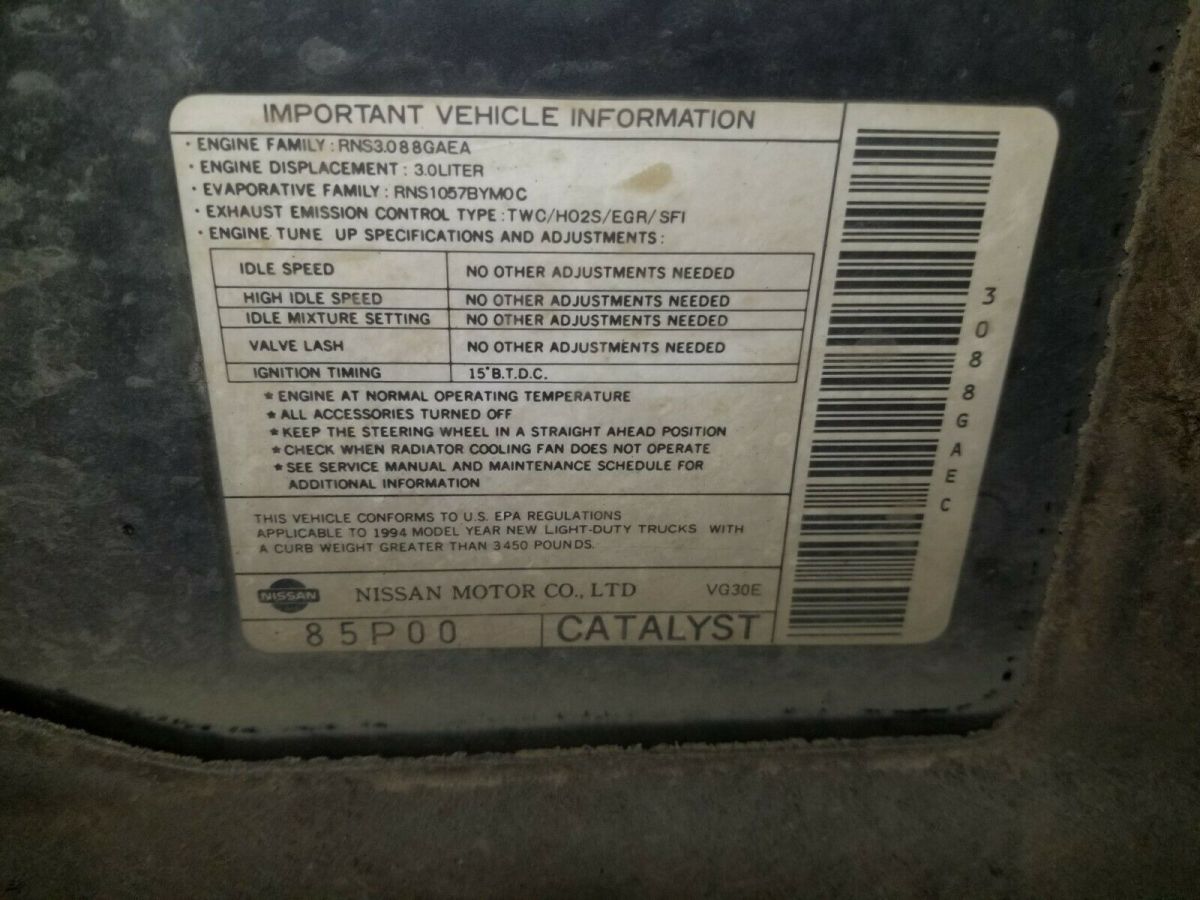 IMPORTANT VEHICLE INFORMATION
· ENGINE FAMILY : RNS3.088GAEA
· ENGINE DISPLACEMENT : 3.0LITER
· EVAPORATIVE FAMILY : RNS1057BYM0C
· EXHAUST EMISSION CONTROL TYPE : TWC/HO2S/EGR/SFI
· ENGINE TUNE UP SPECIFICATIONS AND ADJUSTMENTS :
IDLE SPEED NO OTHER ADJUSTMENTS NEEDED
HIGH IDLE SPEED NO OTHER ADJUSTMENTS NEEDED
IDLE MIXTURE SETTING NO OTHER ADJUSTMENTS NEEDED
VALVE LASH NO OTHER ADJUSTMENTS NEEDED
IGNITION TIMING 15°B.T.D.C.
* ENGINE AT NORMAL OPERATING TEMPERATURE
* ALL ACCESSORIES TURNED OFF
* KEEP THE STEERING WHEEL IN A STRAIGHT AHEAD POSITION
* CHECK WHEN RADIATOR COOLING FAN DOES NOT OPERATE
* SEE SERVICE MANUAL AND MAINTENANCE SCHEDULE FOR
ADDITIONAL INFORMATION
THIS VEHICLE CONFORMS TO U.S. EPA REGULATIONS
APPLICABLE TO 1994 MODEL YEAR NEW LIGHT-DUTY TRUCKS WITH
A CURB WEIGHT GREATER THAN 3450 POUNDS.
NISSAN NISSAN MOTOR CO., LTD VG30E
85P00 CATALYST
3088GAEC